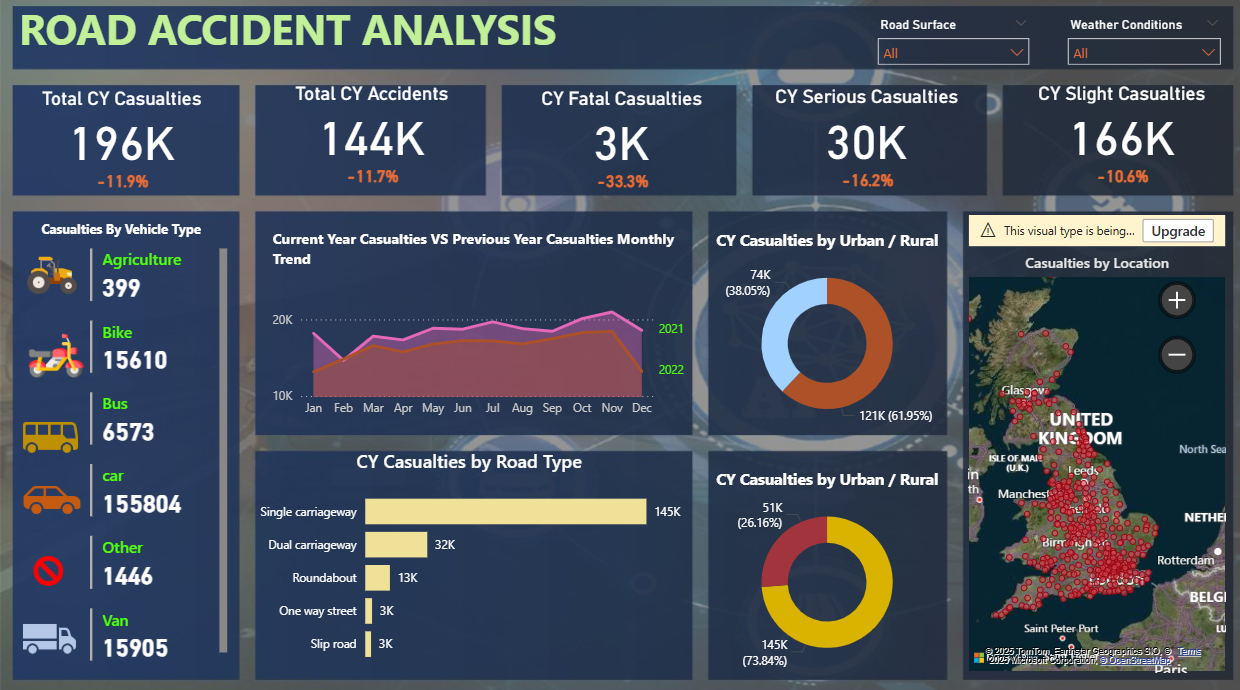 ROAD ACCIDENT ANALYSIS
Road Surface
All
Weather Conditions
All
Total CY Casualties
196K
-11.9%
Total CY Accidents
144K
-11.7%
CY Fatal Casualties
3K
-33.3%
CY Serious Casualties
30K
-16.2%
CY Slight Casualties
166K
-10.6%
Casualties By Vehicle Type
Agriculture
399
Bike
15610
Bus
6573
car
155804
Other
1446
Van
15905
Current Year Casualties VS Previous Year Casualties Monthly
Trend
20K
10K
2021
2022
Jan Feb Mar Apr May Jun Jul Aug Sep Oct Nov Dec
CY Casualties by Road Type
Single carriageway 145K
Dual carriageway 32K
Roundabout 13K
One way street 3K
Slip road 3K
CY Casualties by Urban / Rural
74K
(38.05%)
121K (61.95%)
CY Casualties by Urban / Rural
51K
(26.16%)
145K
(73.84%)
This visual type is being...
Upgrade
Casualties by Location
Glasgow
UNITED
KINGDOM
North Sea
ISLE OF MAN
(U.K.)
Leeds
in
th
Manchest
NETHE
Birmingham
Rotterdam
BELGI
LU
Saint Peter Port
© 2025 TomTom, Earthstar Geographics SIO, © Terms
2025 Microsoft Corporation, © OpenStreetMap
Paris